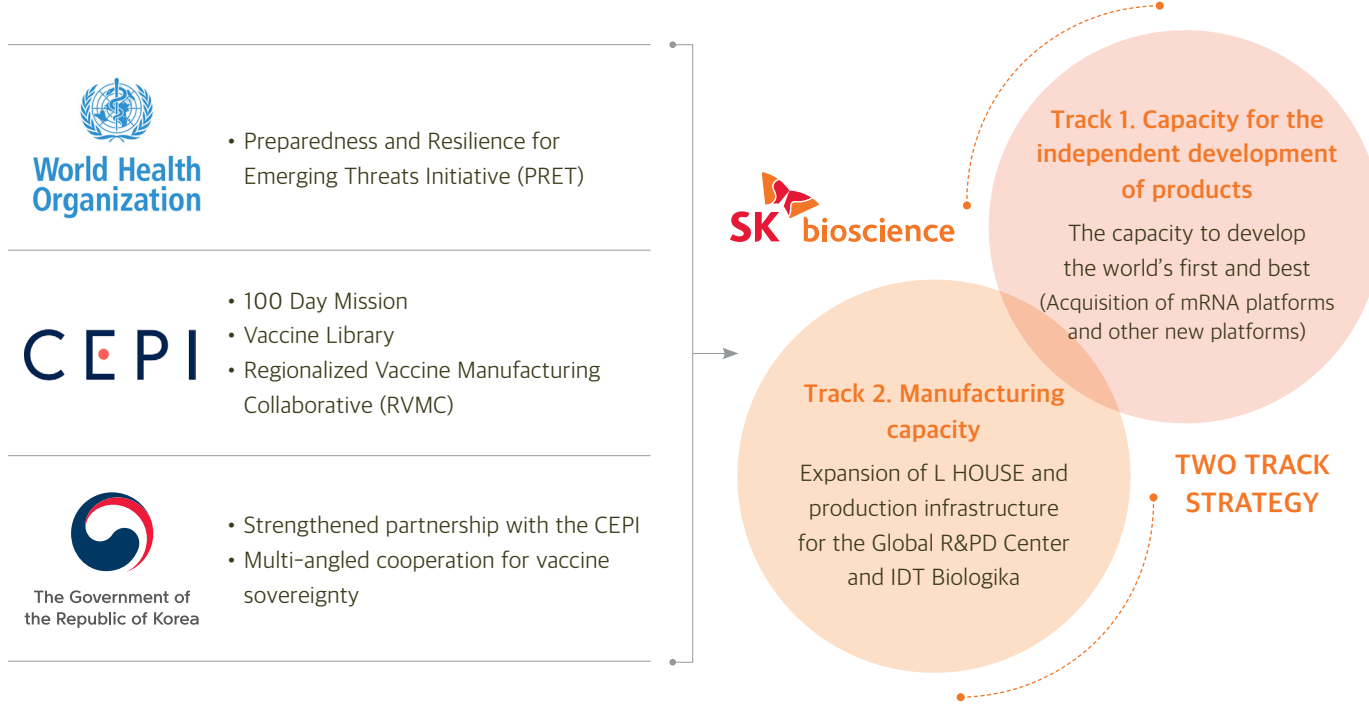 World Health
Organization
• Preparedness and Resilience for
Emerging Threats Initiative (PRET)
CEPI
• 100 Day Mission
• Vaccine Library
• Regionalized Vaccine Manufacturing
Collaborative (RVMC)
The Government of
the Republic of Korea
• Strengthened partnership with the CEPI
• Multi-angled cooperation for vaccine
sovereignty
SK bioscience
Track 1. Capacity for the
independent development
of products
The capacity to develop
the world's first and best
(Acquisition of mRNA platforms
and other new platforms)
Track 2. Manufacturing
capacity
Expansion of L HOUSE and
production infrastructure
for the Global R&PD Center
and IDT Biologika
TWO TRACK
STRATEGY